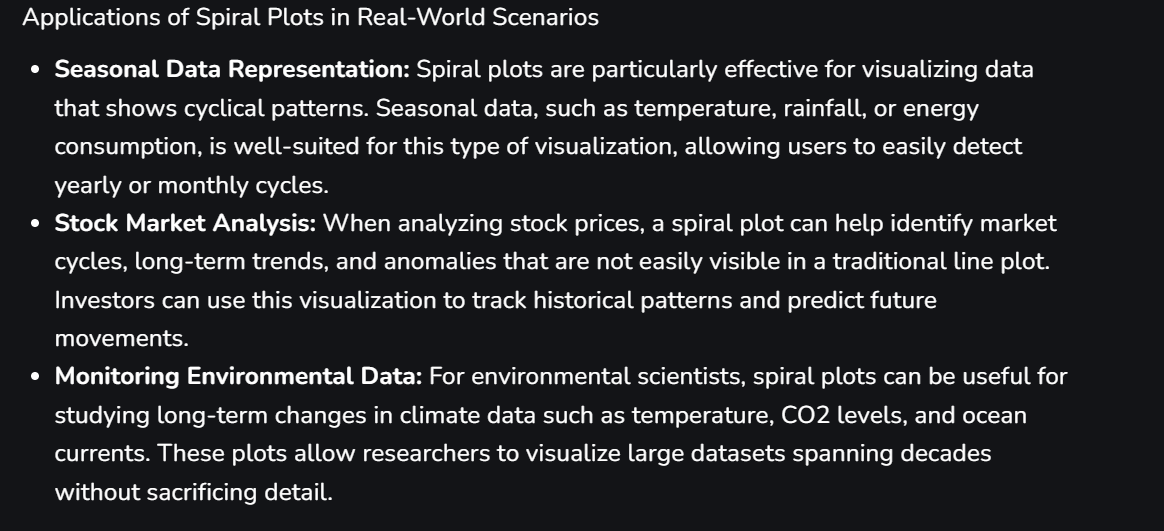 Applications of Spiral Plots in Real-World Scenarios
• Seasonal Data Representation: Spiral plots are particularly effective for visualizing data
that shows cyclical patterns. Seasonal data, such as temperature, rainfall, or energy
consumption, is well-suited for this type of visualization, allowing users to easily detect
yearly or monthly cycles.
• Stock Market Analysis: When analyzing stock prices, a spiral plot can help identify market
cycles, long-term trends, and anomalies that are not easily visible in a traditional line plot.
Investors can use this visualization to track historical patterns and predict future
movements.
• Monitoring Environmental Data: For environmental scientists, spiral plots can be useful for
studying long-term changes in climate data such as temperature, CO2 levels, and ocean
currents. These plots allow researchers to visualize large datasets spanning decades
without sacrificing detail.